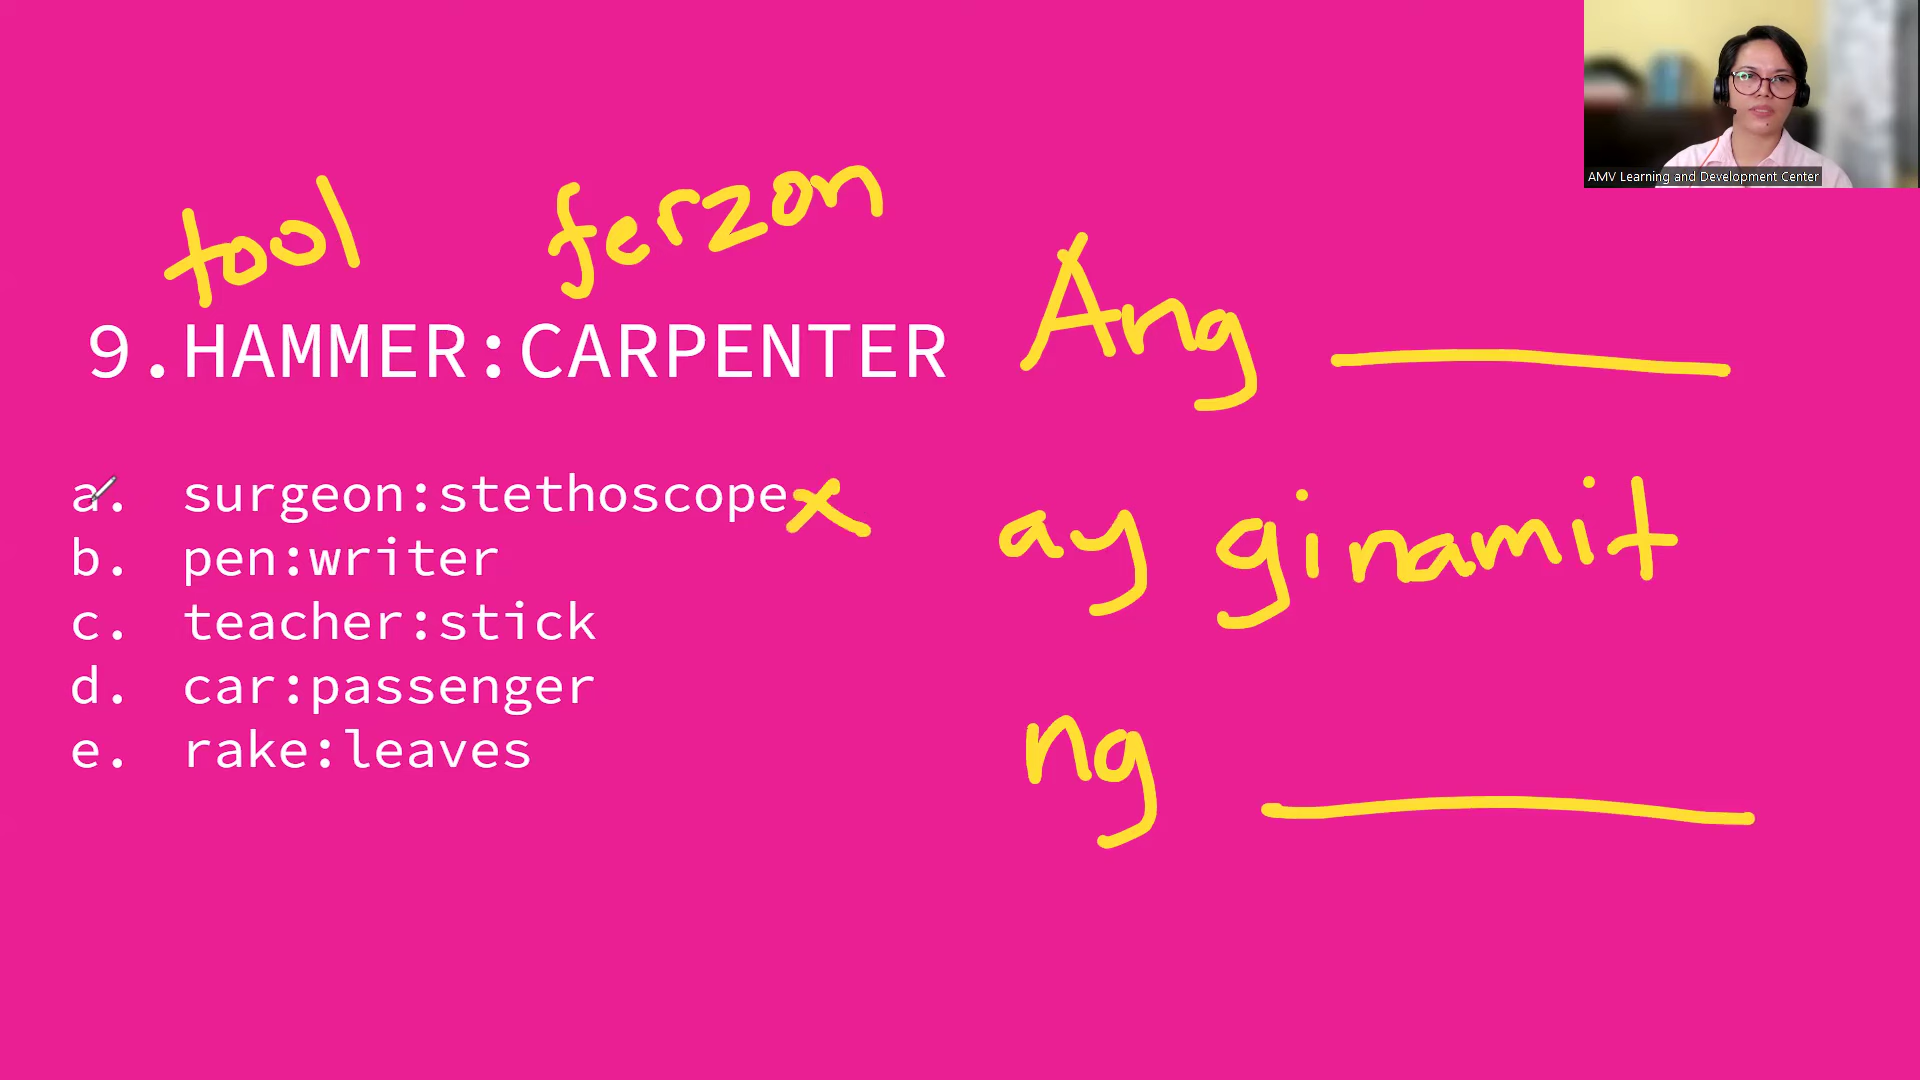 AMV Learning and Development Center
tool ferzon
9.HAMMER:CARPENTER
a. surgeon:stethoscope x
b. pen:writer
c. teacher:stick
d. car:passenger
e. rake:leaves
Ang
ay ginamit
ng